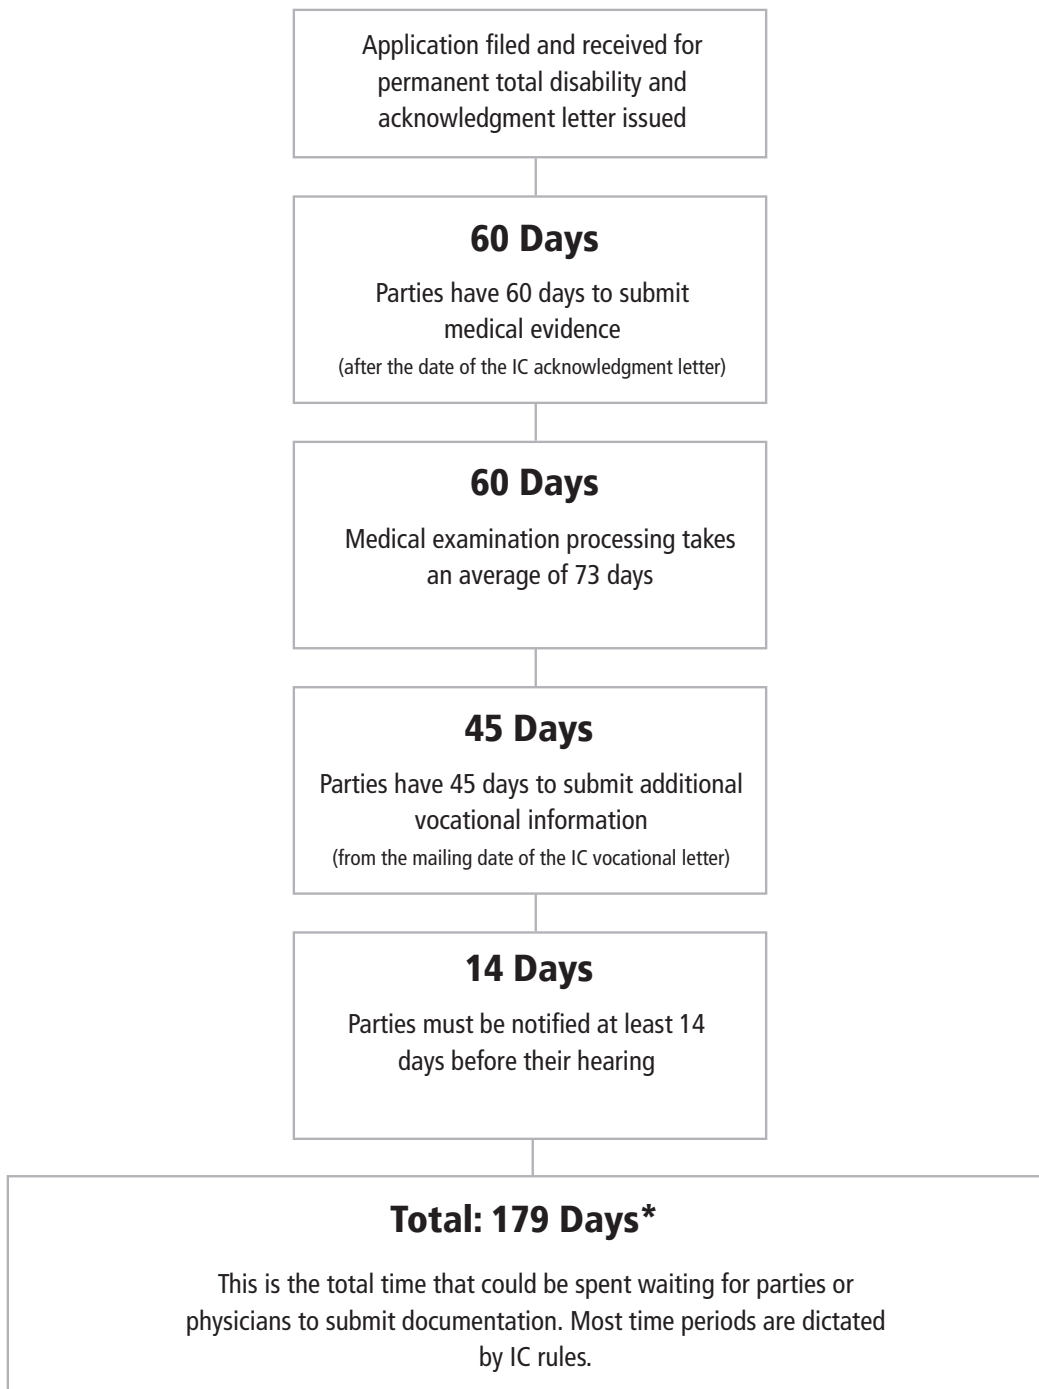 Application filed and received for
permanent total disability and
acknowledgment letter issued
60 Days
Parties have 60 days to submit
medical evidence
(after the date of the IC acknowledgment letter)
60 Days
Medical examination processing takes
an average of 73 days
45 Days
Parties have 45 days to submit additional
vocational information
(from the mailing date of the IC vocational letter)
14 Days
Parties must be notified at least 14
days before their hearing
Total: 179 Days*
This is the total time that could be spent waiting for parties or
physicians to submit documentation. Most time periods are dictated
by IC rules.